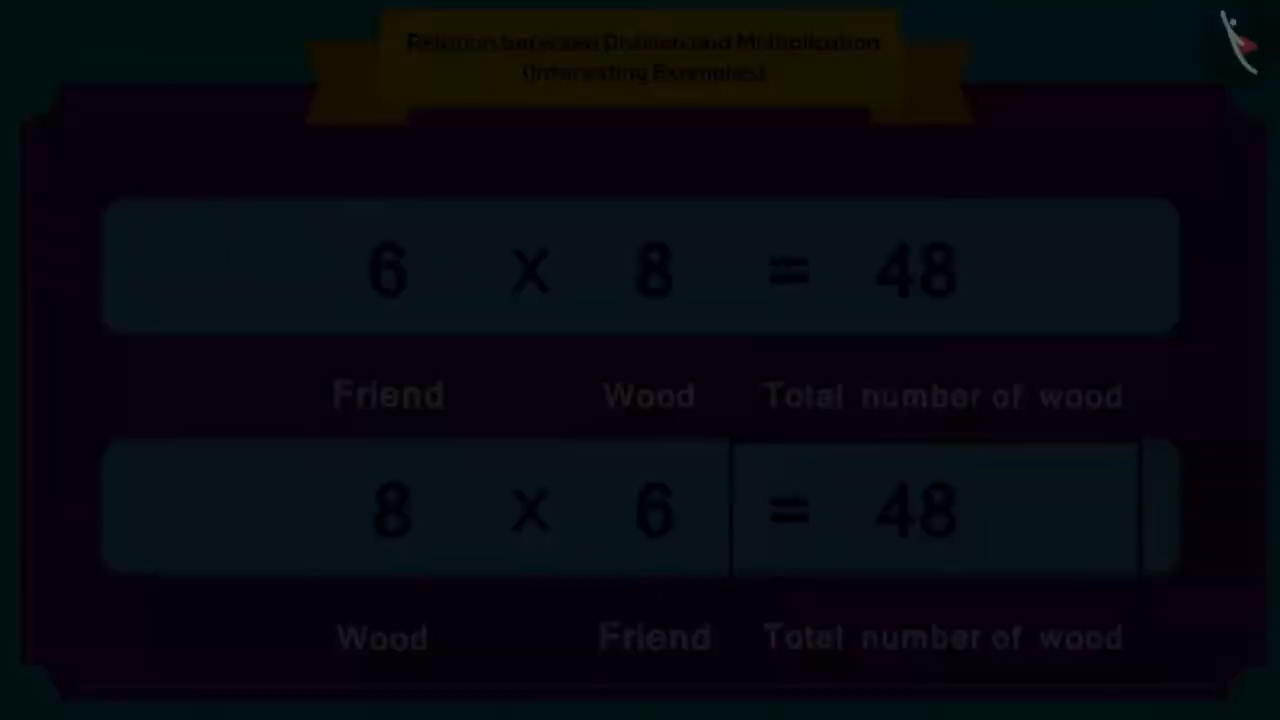 Relation between Division and Multiplication
(Interesting Examples)
6 X 8 = 48
Friend Wood Total number of wood
8 X 6 = 48
Wood Friend Total number of wood